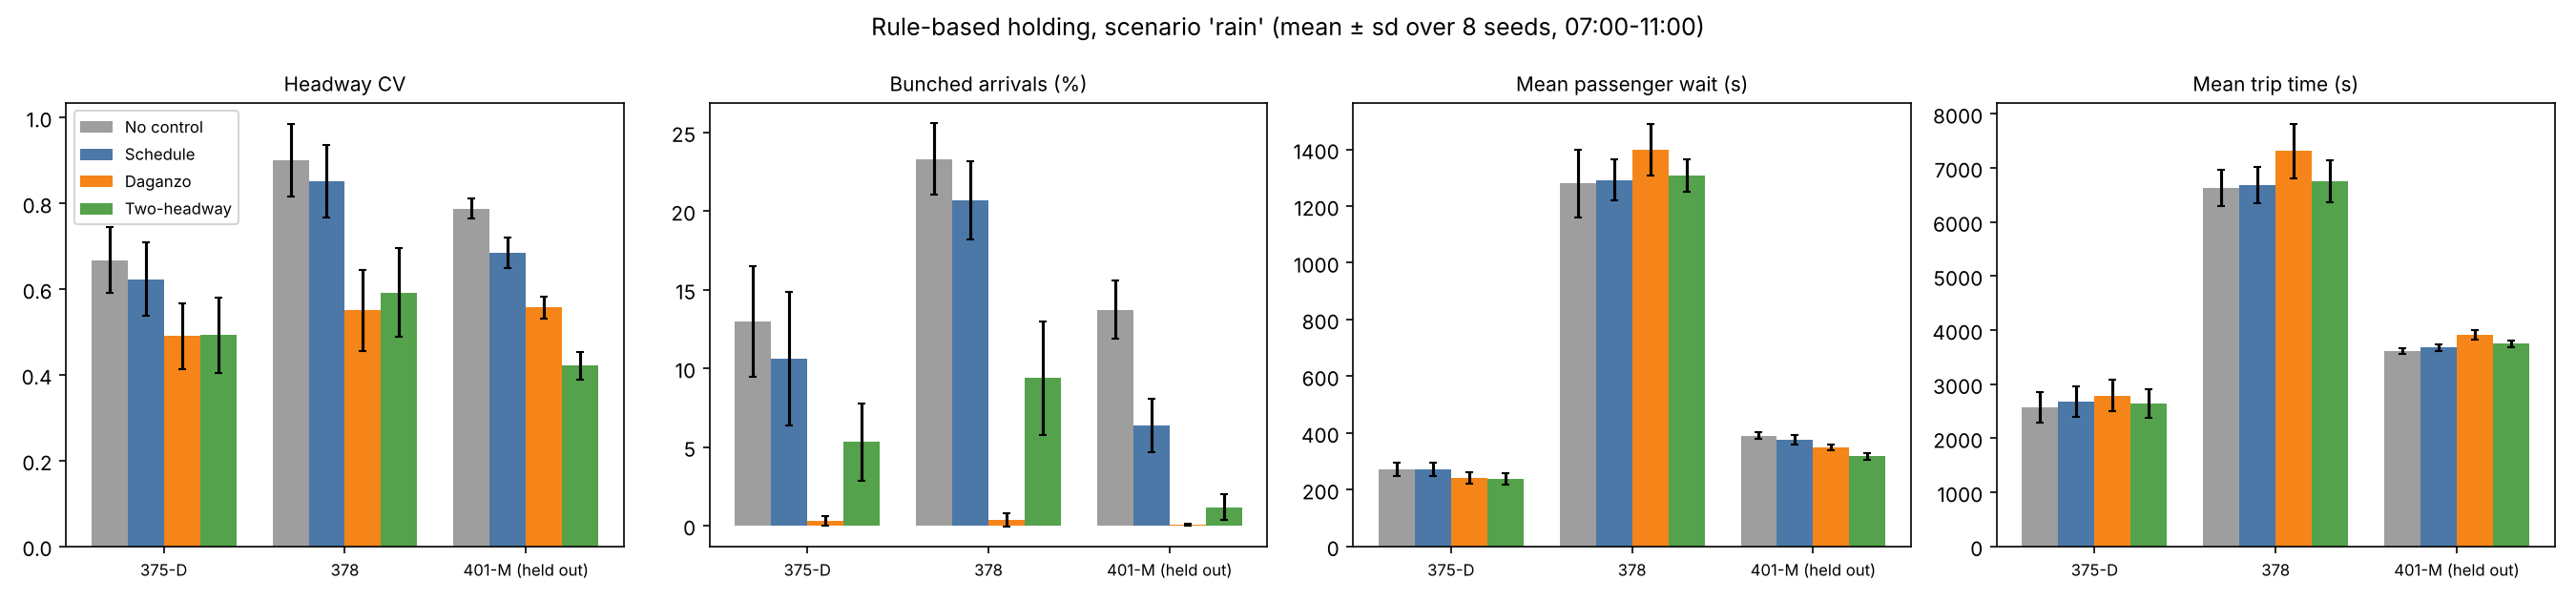 Rule-based holding, scenario 'rain' (mean ± sd over 8 seeds, 07:00-11:00)
Headway CV
1.0
0.8
0.6
0.4
0.2
0.0
No control
Schedule
Daganzo
Two-headway
375-D
378
401-M (held out)
Bunched arrivals (%)
25
20
15
10
5
0
375-D
378
401-M (held out)
Mean passenger wait (s)
1400
1200
1000
800
600
400
200
0
375-D
378
401-M (held out)
Mean trip time (s)
8000
7000
6000
5000
4000
3000
2000
1000
0
375-D
378
401-M (held out)